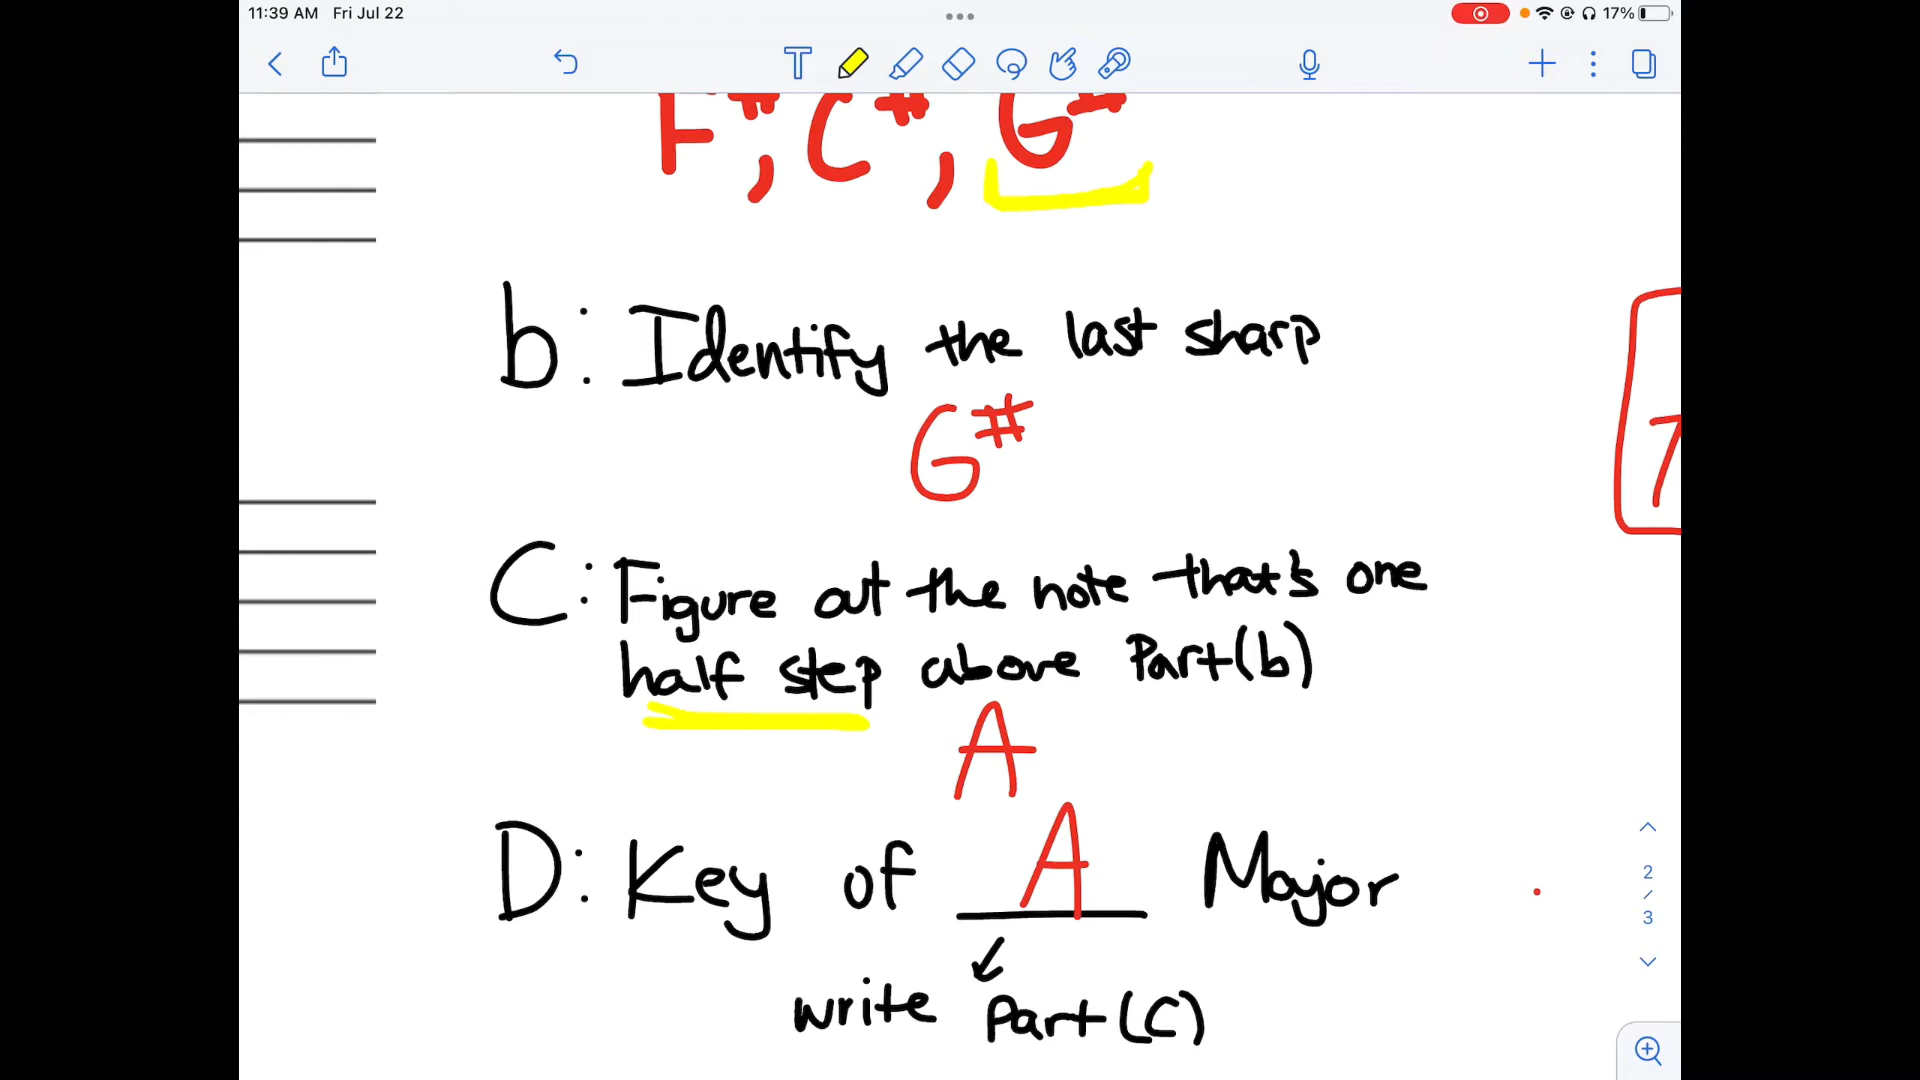 11:39 AM Fri Jul 22
17%
T
F#, C#, G#
b: Identify the last sharp
G#
C: Figure out the note that's one
half step above Part(b)
A
D: Key of A Major
write Part(C)
2
/
3